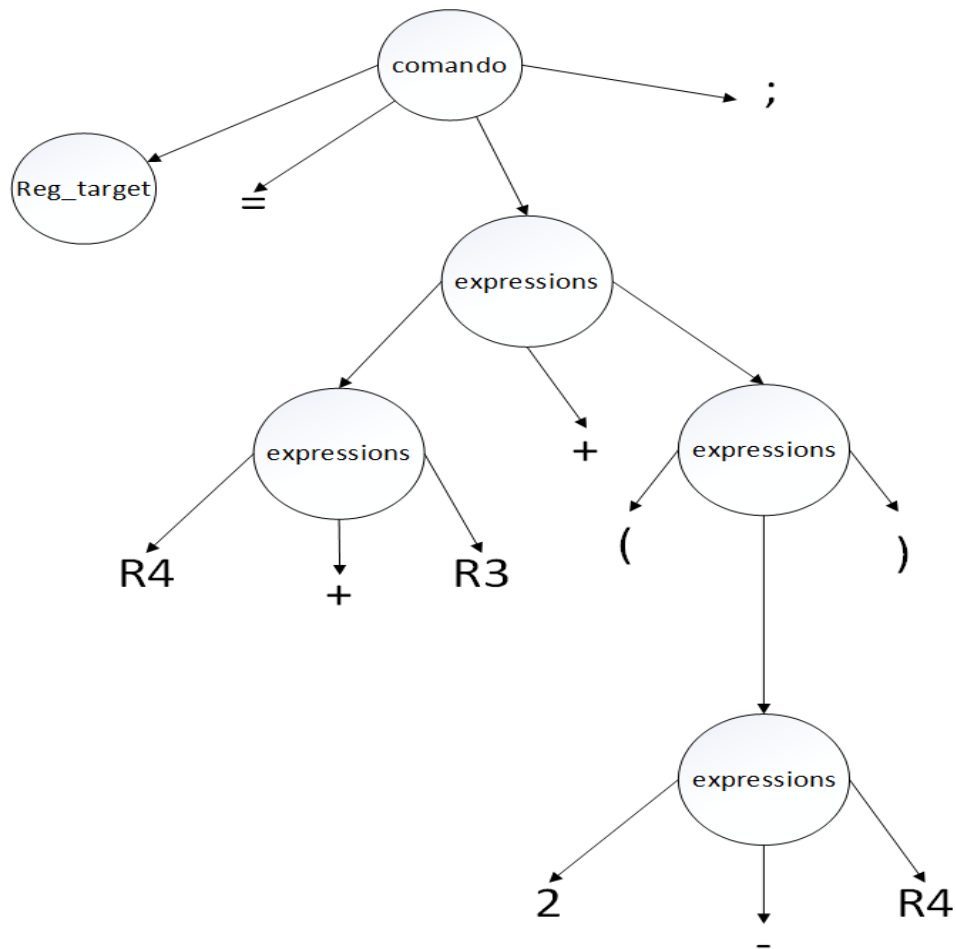 comando
;
Reg_target
=
expressions
expressions
+
expressions
R4
+
R3
(
)
expressions
2
-
R4